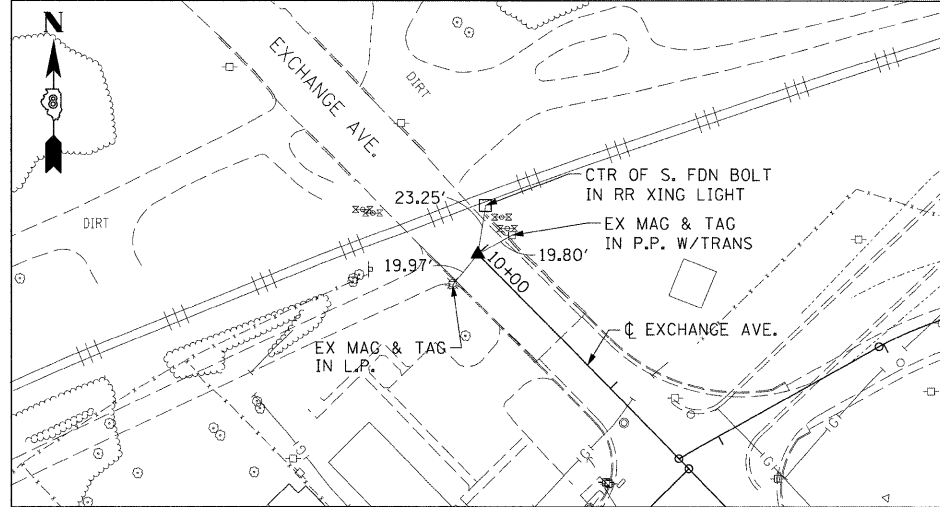 N
EXCHANGE AVE.
DIRT
CTR OF S. FDN BOLT
IN RR XING LIGHT
23.25'
EX MAG & TAG
IN P.P. W/TRANS
DIRT
19.80'
10+00
19.97'
℄ EXCHANGE AVE.
EX MAG & TAG
IN L.P.
G
G
G
G